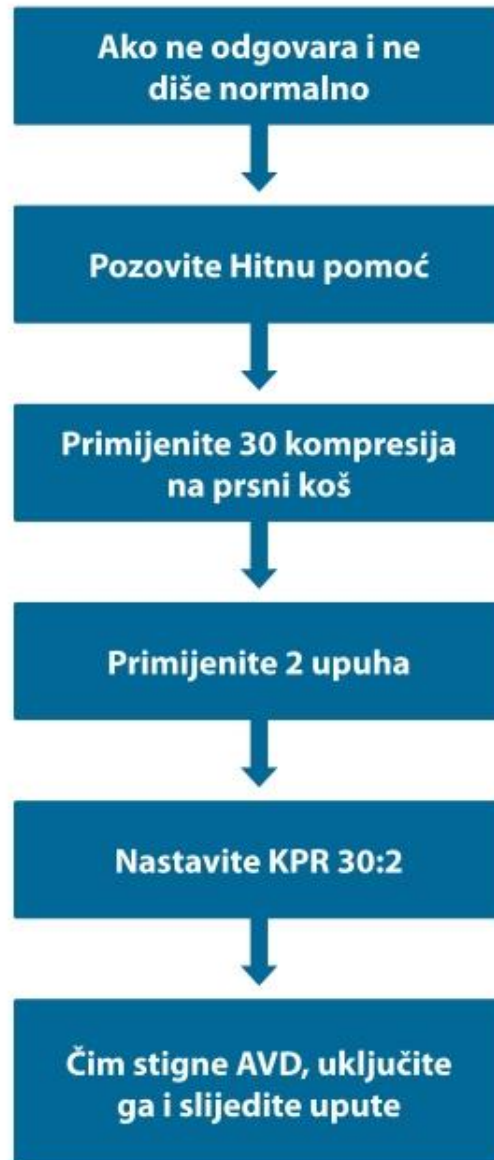 Ako ne odgovara i ne
diše normalno
Pozovite Hitnu pomoć
Primijenite 30 kompresija
na prsni koš
Primijenite 2 upuha
Nastavite KPR 30:2
Čim stigne AVD, uključite
ga i slijedite upute